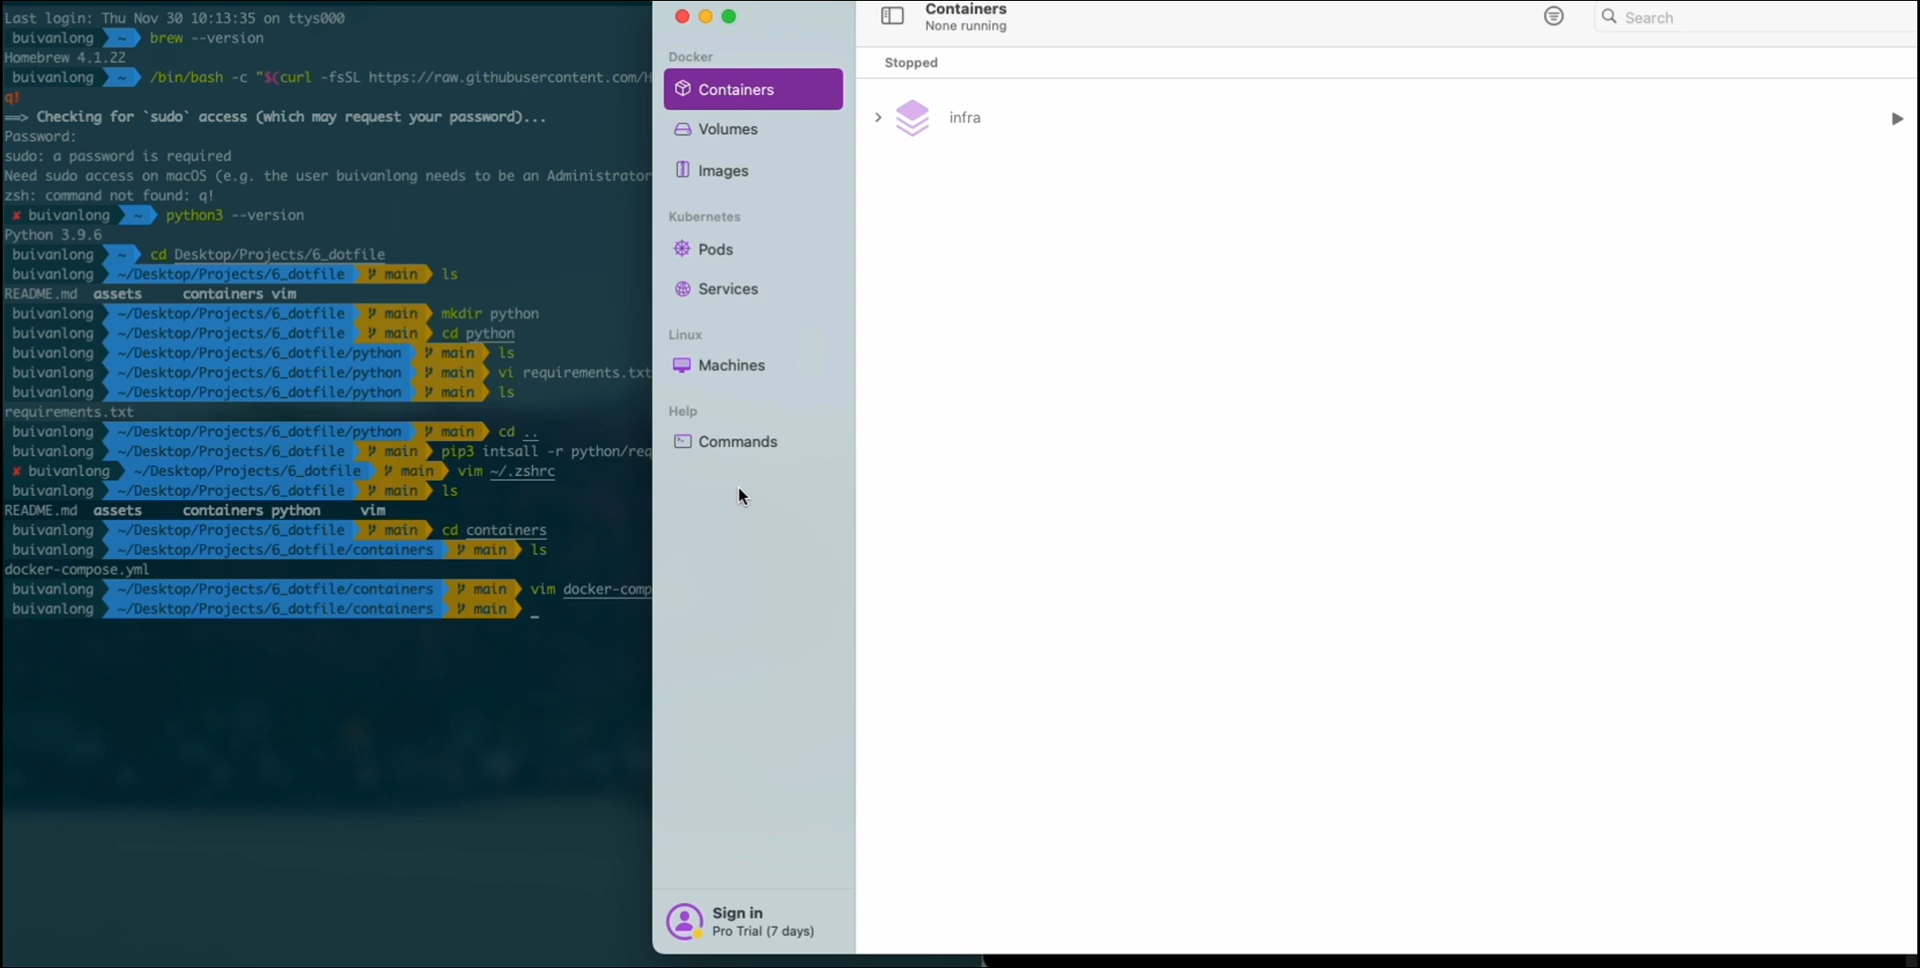 Last login: Thu Nov 30 10:13:35 on ttys000
buivanlong ~ brew --version
Homebrew 4.1.22
buivanlong ~ /bin/bash -c "$(curl -fsSL https://raw.githubusercontent.com/H
q!
==> Checking for `sudo` access (which may request your password)...
Password:
sudo: a password is required
Need sudo access on macOS (e.g. the user buivanlong needs to be an Administrator
zsh: command not found: q!
✘ buivanlong ~ python3 --version
Python 3.9.6
buivanlong ~ cd Desktop/Projects/6_dotfile
buivanlong ~/Desktop/Projects/6_dotfile main ls
README.md assets containers vim
buivanlong ~/Desktop/Projects/6_dotfile main mkdir python
buivanlong ~/Desktop/Projects/6_dotfile main cd python
buivanlong ~/Desktop/Projects/6_dotfile/python main ls
buivanlong ~/Desktop/Projects/6_dotfile/python main vi requirements.txt
buivanlong ~/Desktop/Projects/6_dotfile/python main ls
requirements.txt
buivanlong ~/Desktop/Projects/6_dotfile/python main cd ..
buivanlong ~/Desktop/Projects/6_dotfile main pip3 intsall -r python/req
✘ buivanlong ~/Desktop/Projects/6_dotfile main vim ~/.zshrc
buivanlong ~/Desktop/Projects/6_dotfile main ls
README.md assets containers python vim
buivanlong ~/Desktop/Projects/6_dotfile main cd containers
buivanlong ~/Desktop/Projects/6_dotfile/containers main ls
docker-compose.yml
buivanlong ~/Desktop/Projects/6_dotfile/containers main vim docker-comp
buivanlong ~/Desktop/Projects/6_dotfile/containers main _
Docker
Containers
Volumes
Images
Kubernetes
Pods
Services
Linux
Machines
Help
Commands
Sign in
Pro Trial (7 days)
Containers
None running
Search
Stopped
infra